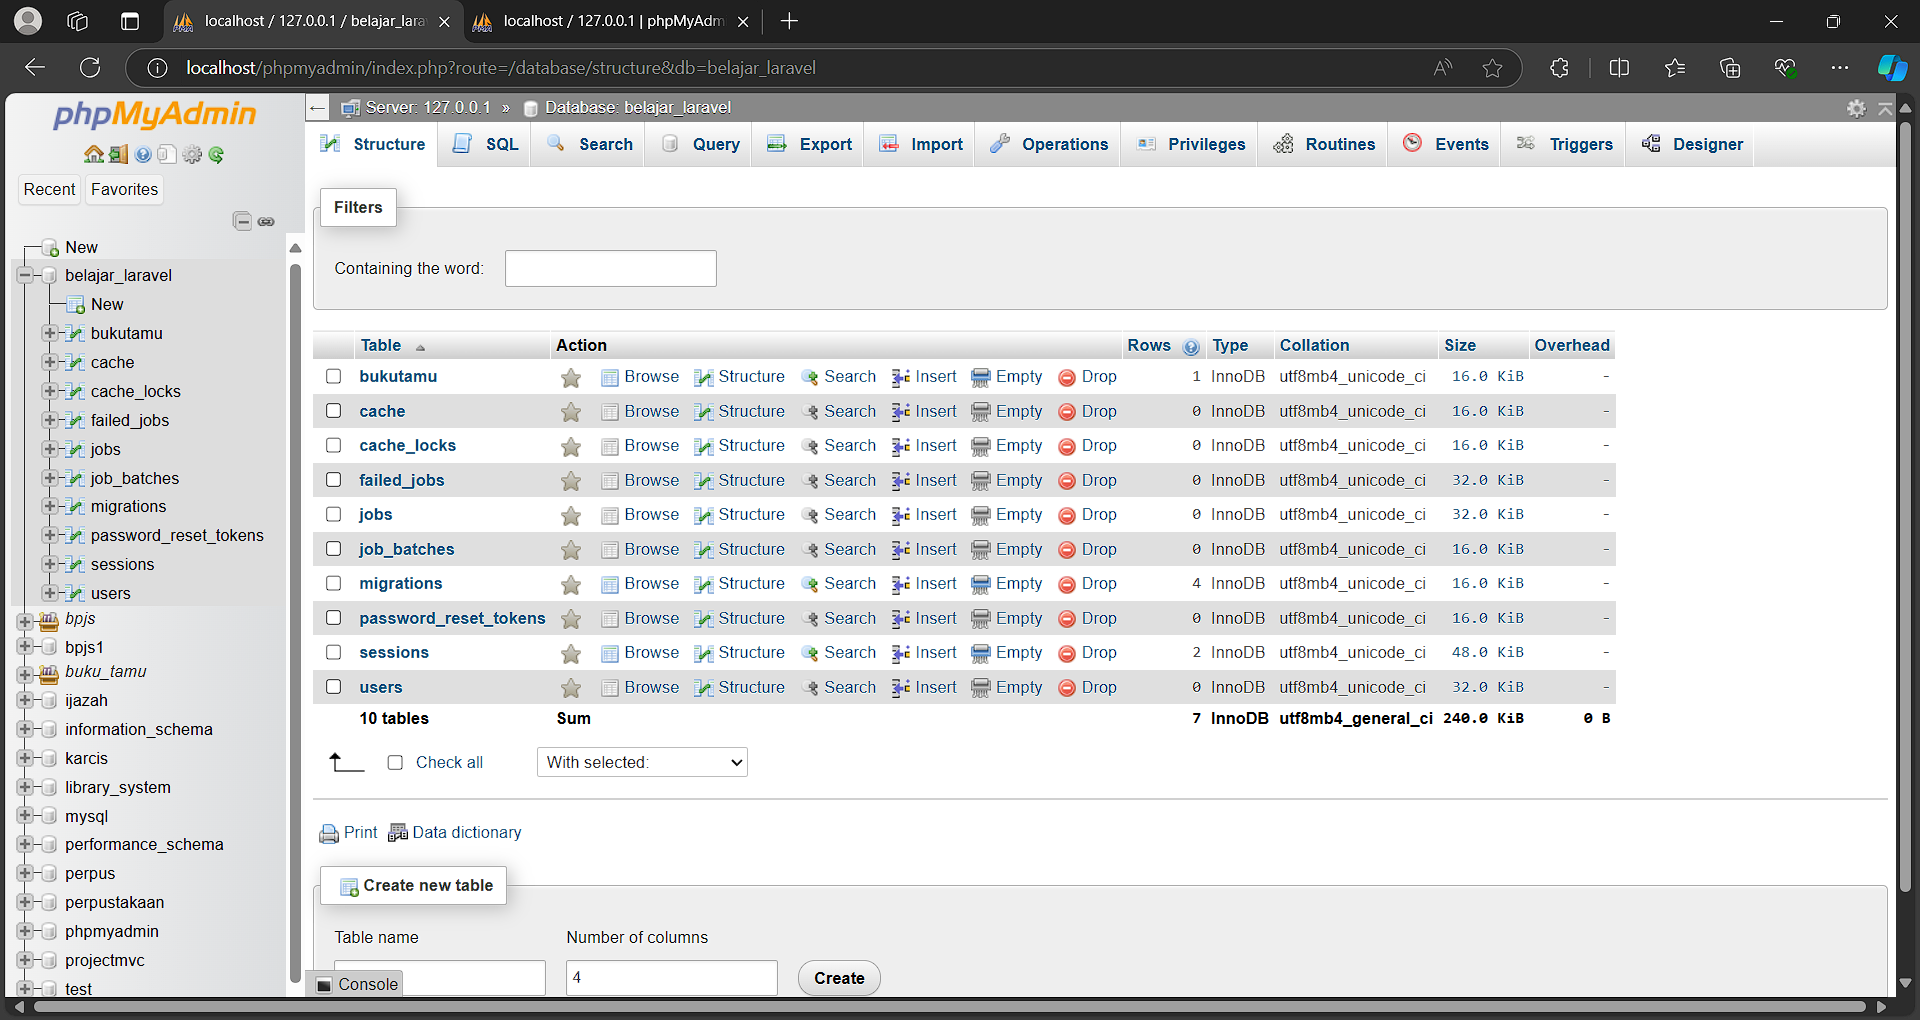 localhost / 127.0.0.1 / belajar_lara
localhost / 127.0.0.1 | phpMyAdm
localhost/phpmyadmin/index.php?route=/database/structure&db=belajar_laravel
phpMyAdmin
Recent Favorites
New
belajar_laravel
New
bukutamu
cache
cache_locks
failed_jobs
jobs
job_batches
migrations
password_reset_tokens
sessions
users
bpjs
bpjs1
buku_tamu
ijazah
information_schema
karcis
library_system
mysql
performance_schema
perpus
perpustakaan
phpmyadmin
projectmvc
test
Server: 127.0.0.1 » Database: belajar_laravel
Structure SQL Search Query Export Import Operations Privileges Routines Events Triggers Designer
Filters
Containing the word:
Table Action Rows Type Collation Size Overhead
bukutamu Browse Structure Search Insert Empty Drop 1 InnoDB utf8mb4_unicode_ci 16.0 KiB -
cache Browse Structure Search Insert Empty Drop 0 InnoDB utf8mb4_unicode_ci 16.0 KiB -
cache_locks Browse Structure Search Insert Empty Drop 0 InnoDB utf8mb4_unicode_ci 16.0 KiB -
failed_jobs Browse Structure Search Insert Empty Drop 0 InnoDB utf8mb4_unicode_ci 32.0 KiB -
jobs Browse Structure Search Insert Empty Drop 0 InnoDB utf8mb4_unicode_ci 32.0 KiB -
job_batches Browse Structure Search Insert Empty Drop 0 InnoDB utf8mb4_unicode_ci 16.0 KiB -
migrations Browse Structure Search Insert Empty Drop 4 InnoDB utf8mb4_unicode_ci 16.0 KiB -
password_reset_tokens Browse Structure Search Insert Empty Drop 0 InnoDB utf8mb4_unicode_ci 16.0 KiB -
sessions Browse Structure Search Insert Empty Drop 2 InnoDB utf8mb4_unicode_ci 48.0 KiB -
users Browse Structure Search Insert Empty Drop 0 InnoDB utf8mb4_unicode_ci 32.0 KiB -
10 tables Sum 7 InnoDB utf8mb4_general_ci 240.0 KiB 0 B
Check all With selected:
Print Data dictionary
Create new table
Table name Number of columns
4 Create
Console